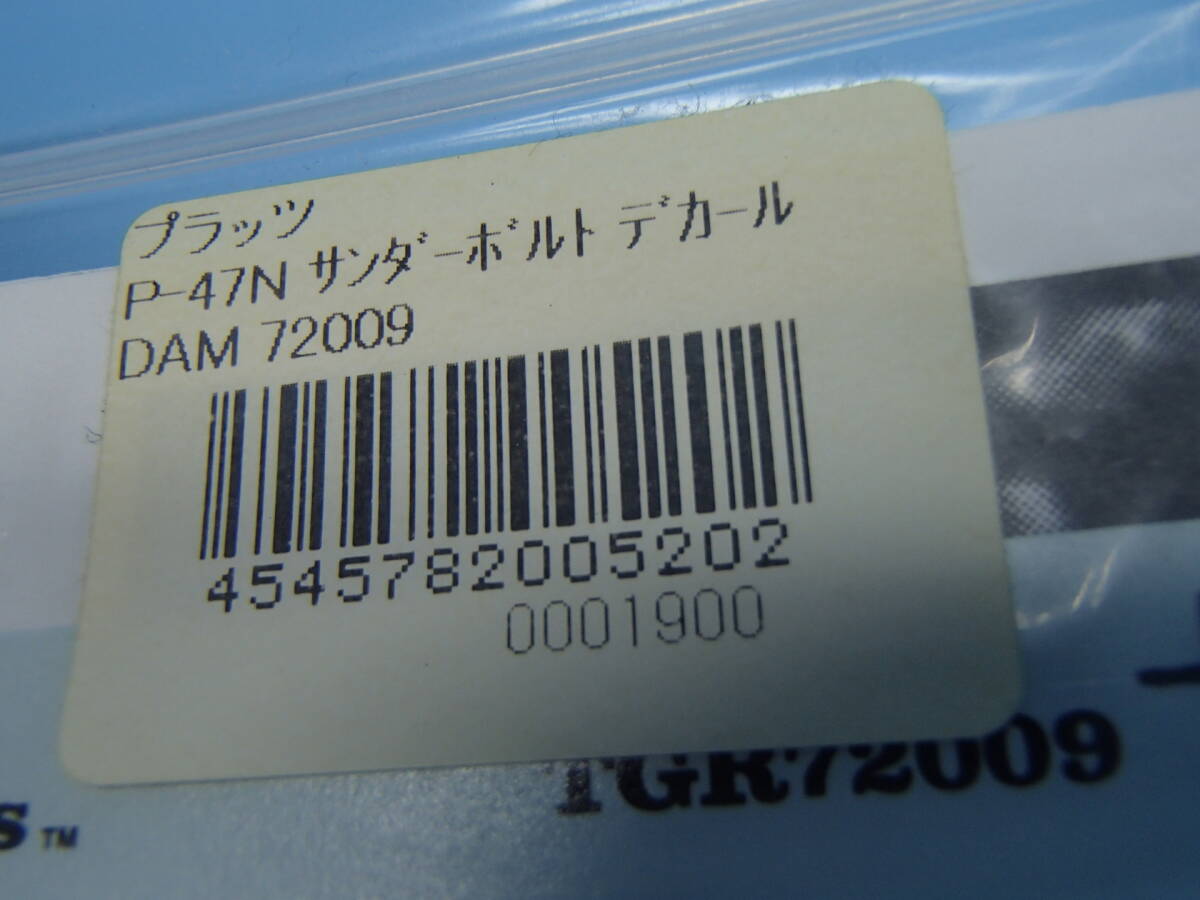 プラッツ
P-47N サンダーボルト デカール
DAM 72009
4545782005202
0001900
TGR72009
s™